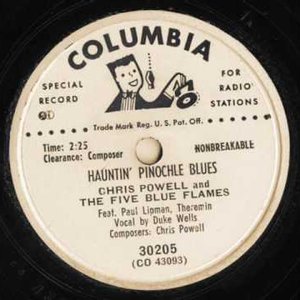 COLUMBIA
SPECIAL RECORD
FOR RADIO STATIONS
Trade Mark Reg. U.S. Pat. Off.
Time: 2:25
NONBREAKABLE
Clearance: Composer
HAUNTIN' PINOCHLE BLUES
CHRIS POWELL and
THE FIVE BLUE FLAMES
Feat. Paul Lipman, Theremin
Vocal by Duke Wells
Composers: Chris Powell
30205
(CO 43093)